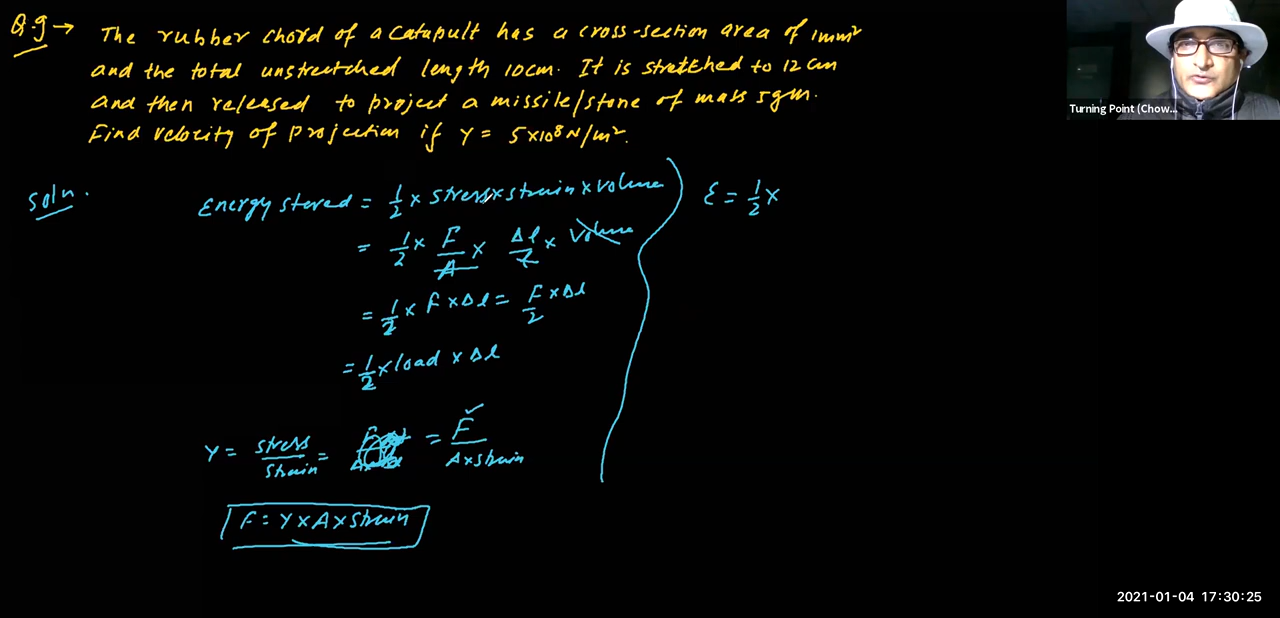 Q.9 → The rubber chord of a catapult has a cross-section area of 1mm²
and the total unstretched length 10cm. It is stretched to 12 cm
and then released to project a missile/stone of mass 5gm.
Find velocity of projection if Y = 5×10⁸ N/m².
Turning Point (Chow...
Soln.
Energy stored = 1/2 × stress × strain × volume
= 1/2 × F/A × Δl/l × Volume
= 1/2 × F × Δl = F/2 × Δl
= 1/2 × load × Δl
Y = stress/strain = = F/A×strain
F = Y × A × strain
ε = 1/2 ×
2021-01-04 17:30:25